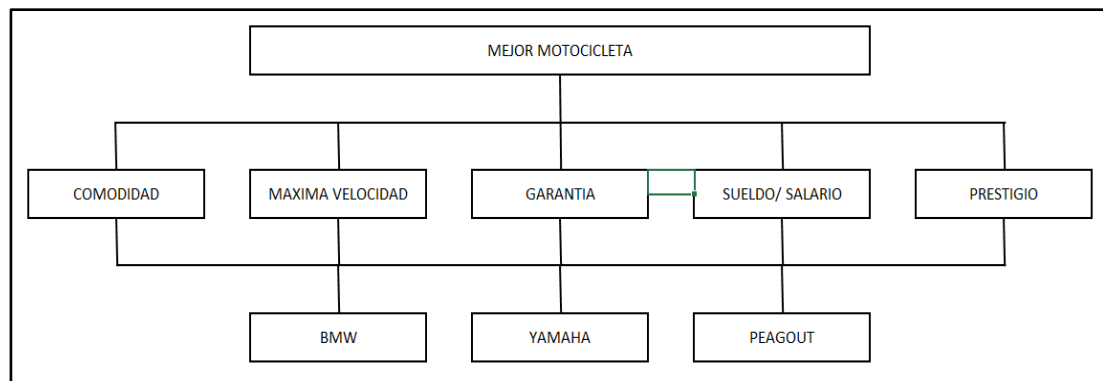 MEJOR MOTOCICLETA
COMODIDAD
MAXIMA VELOCIDAD
GARANTIA
SUELDO/ SALARIO
PRESTIGIO
BMW
YAMAHA
PEAGOUT